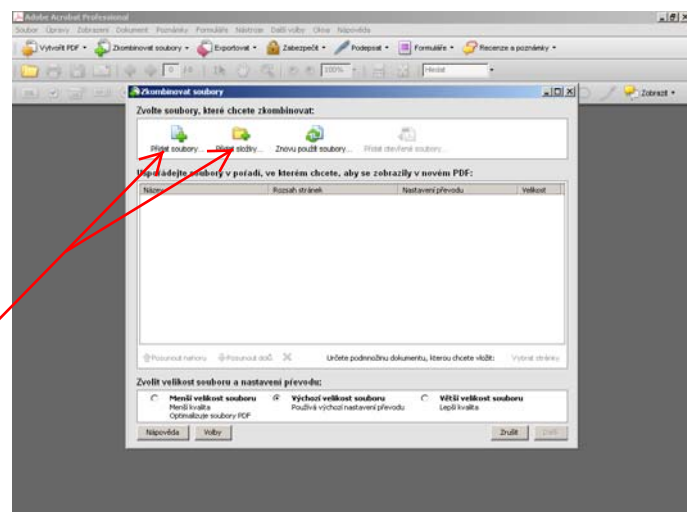 Adobe Acrobat Professional
Soubor Úpravy Zobrazení Dokument Poznámky Formuláře Nástroje Další volby Okno Nápověda
Vytvořit PDF Zkombinovat soubory Exportovat Zabezpečit Podepsat Formuláře Recenze a poznámky
100% Hledat
Zobrazit
Zkombinovat soubory
Zvolte soubory, které chcete zkombinovat:
Přidat soubory... Přidat složky... Znovu použít soubory... Přidat otevřené soubory...
Uspořádejte soubory v pořadí, ve kterém chcete, aby se zobrazily v novém PDF:
Název Rozsah stránek Nastavení převodu Velikost
Posunout nahoru Posunout dolů Určete podmnožinu dokumentu, kterou chcete vložit: Vybrat stránky
Zvolit velikost souboru a nastavení převodu:
Menší velikost souboru Výchozí velikost souboru Větší velikost souboru
Menší kvalita Používá výchozí nastavení převodu Lepší kvalita
Optimalizuje soubory PDF
Nápověda Volby Zrušit Další